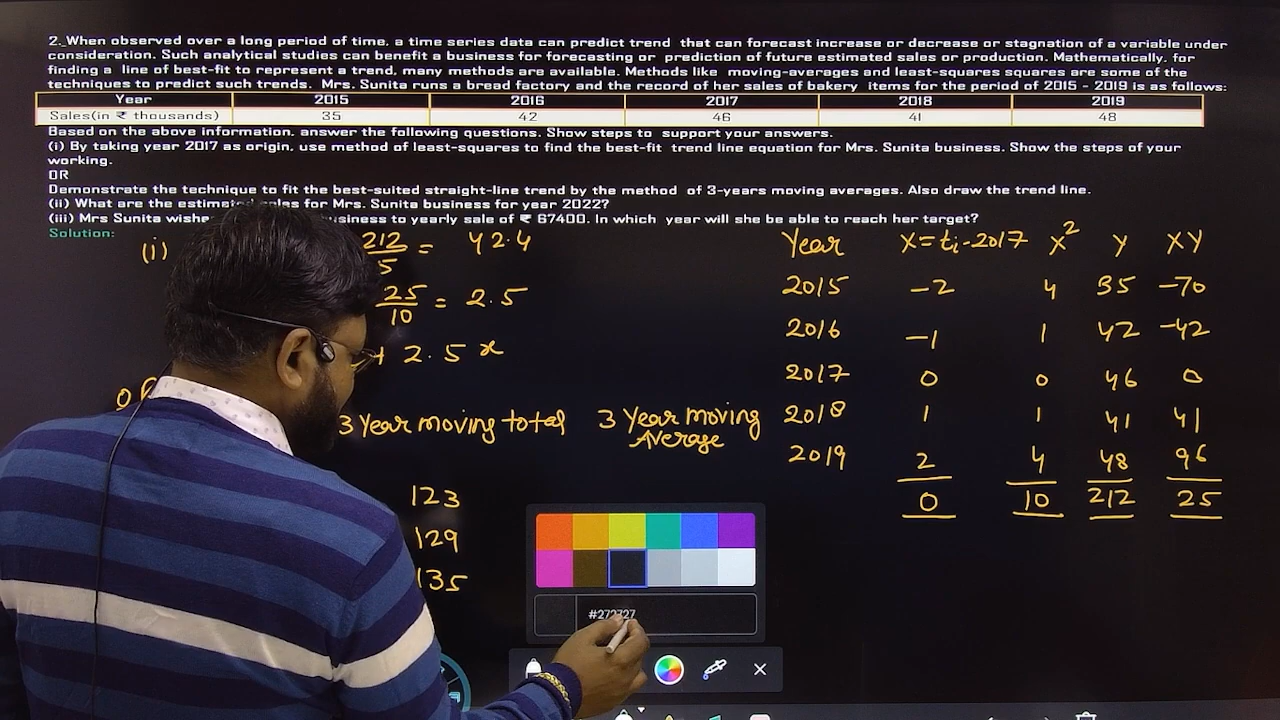 2. When observed over a long period of time, a time series data can predict trend that can forecast increase or decrease or stagnation of a variable under
consideration. Such analytical studies can benefit a business for forecasting or prediction of future estimated sales or production. Mathematically, for
finding a line of best-fit to represent a trend, many methods are available. Methods like moving-averages and least-squares squares are some of the
techniques to predict such trends. Mrs. Sunita runs a bread factory and the record of her sales of bakery items for the period of 2015 - 2019 is as follows:
Year 2015 2016 2017 2018 2019
Sales(in ₹ thousands) 35 42 46 41 48
Based on the above information, answer the following questions. Show steps to support your answers.
(i) By taking year 2017 as origin, use method of least-squares to find the best-fit trend line equation for Mrs. Sunita business. Show the steps of your
working.
OR
Demonstrate the technique to fit the best-suited straight-line trend by the method of 3-years moving averages. Also draw the trend line.
(ii) What are the estimated sales for Mrs. Sunita business for year 2022?
(iii) Mrs Sunita wishe business to yearly sale of ₹ 67400. In which year will she be able to reach her target?
Solution:
(i) 212/5 = 42.4
25/10 = 2.5
+ 2.5 x
3 Year moving total 3 Year moving
Average
123
129
135
Year X=ti-2017 X² Y XY
2015 -2 4 35 -70
2016 -1 1 42 -42
2017 0 0 46 0
2018 1 1 41 41
2019 2 4 48 96
0 10 212 25
#272727